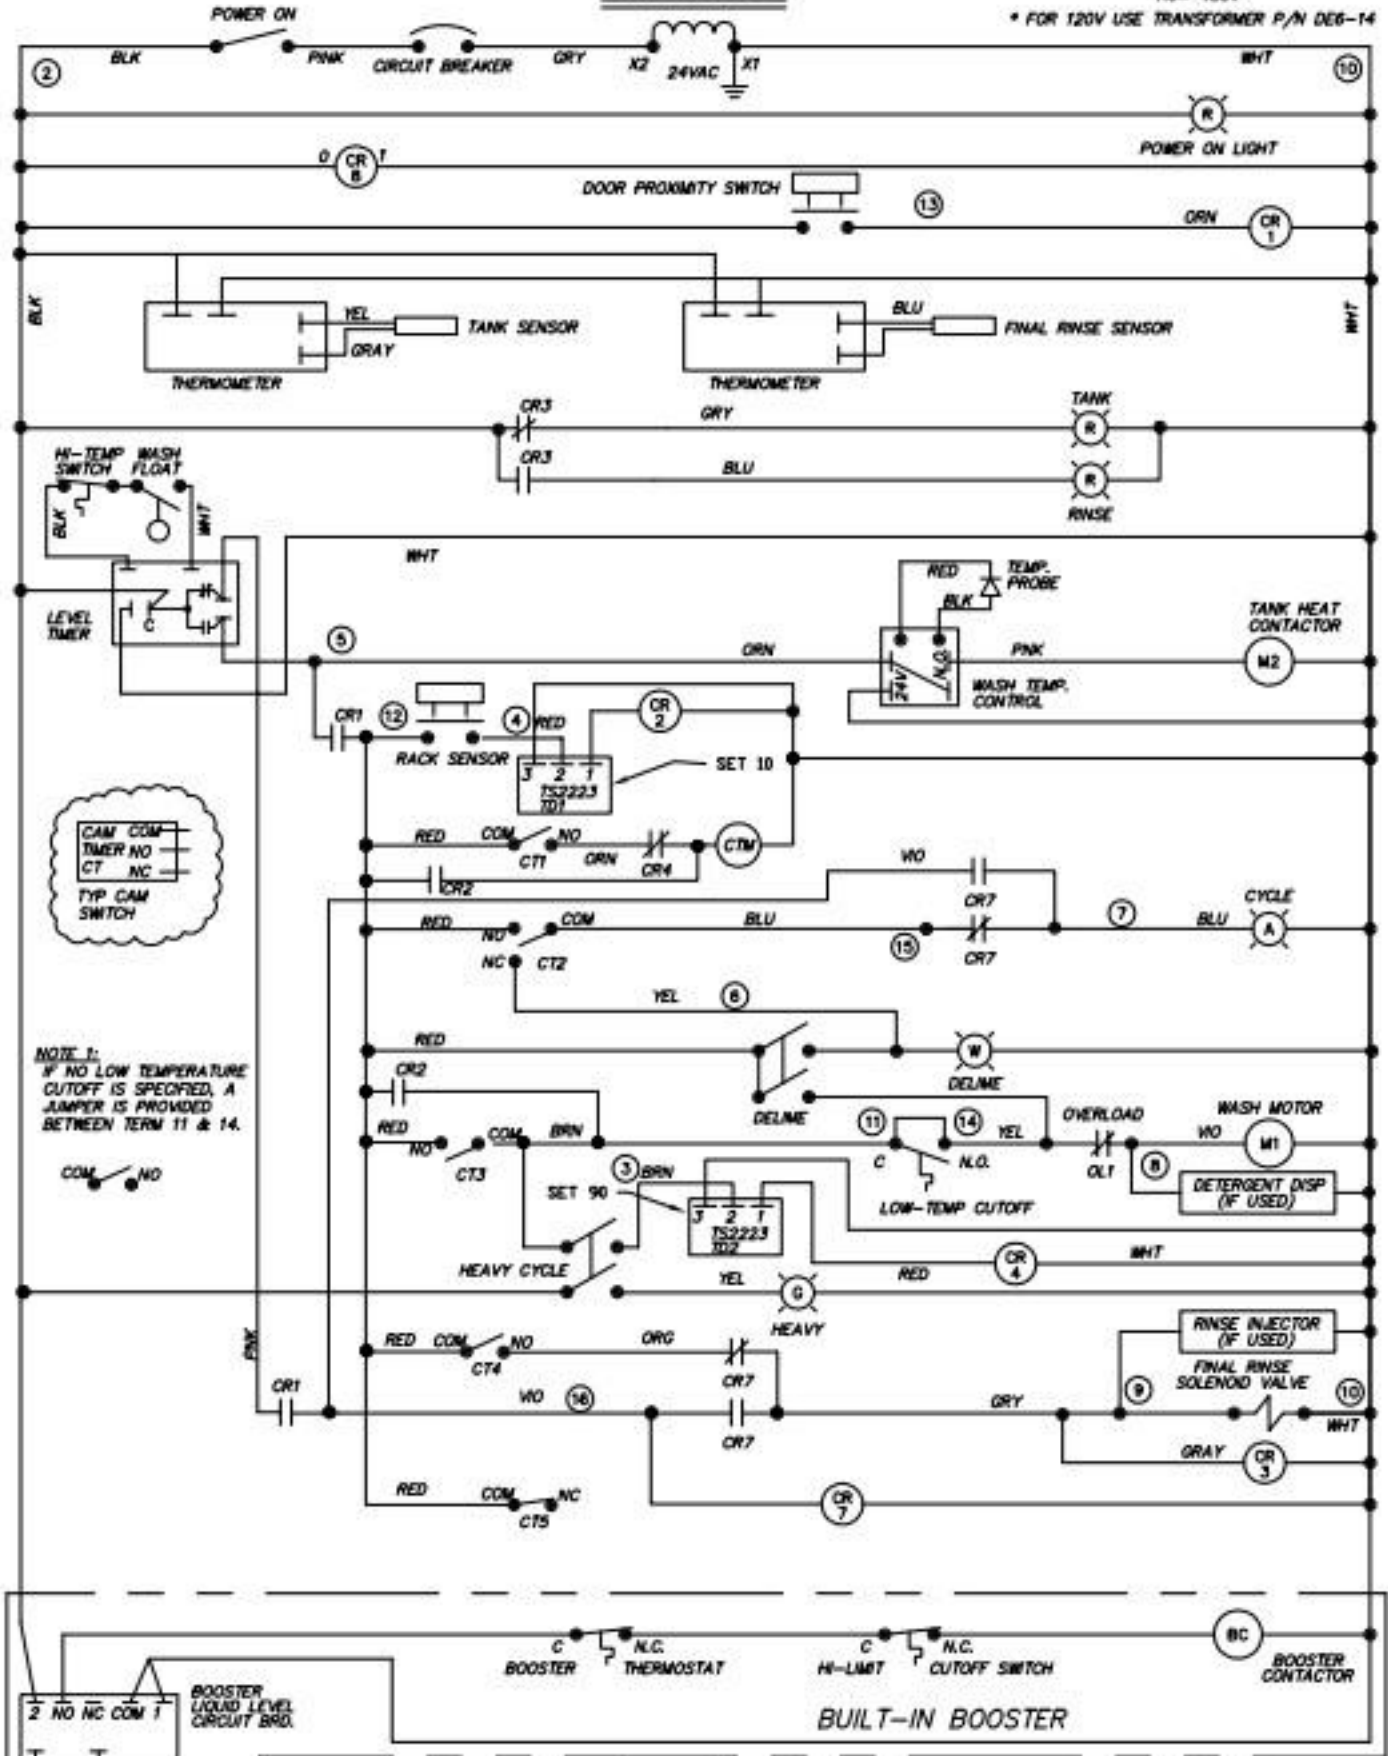 POWER ON
* FOR 120V USE TRANSFORMER P/N DE6-14
BLK
PINK
CIRCUIT BREAKER
GRY
X2
24VAC
X1
WHT
2
10
R
POWER ON LIGHT
0
CR
8
T
DOOR PROXIMITY SWITCH
13
ORN
CR
1
BLK
WHT
YEL
TANK SENSOR
GRAY
THERMOMETER
BLU
FINAL RINSE SENSOR
THERMOMETER
CR3
GRY
TANK
R
CR3
BLU
R
RINSE
HI-TEMP WASH
SWITCH FLOAT
BLK
WHT
WHT
LEVEL
TIMER
C
5
ORN
RED
TEMP.
PROBE
BLK
24V
N.O.
PNK
WASH TEMP.
CONTROL
TANK HEAT
CONTACTOR
M2
CR1
12
RACK SENSOR
4
RED
CR
2
3 2 1
TS2223
TD1
SET 10
CAM COM
TIMER NO
CT NC
TYP CAM
SWITCH
RED
COM
NO
CT1
ORN
CR4
CTM
CR2
VIO
CR7
RED
NO
COM
NC
CT2
BLU
15
CR7
7
BLU
CYCLE
A
YEL
6
RED
DELIME
W
DELIME
NOTE 1:
IF NO LOW TEMPERATURE
CUTOFF IS SPECIFIED, A
JUMPER IS PROVIDED
BETWEEN TERM 11 & 14.
COM
NO
CR2
RED
NO
COM
CT3
BRN
11
14
C
N.O.
LOW-TEMP CUTOFF
YEL
OVERLOAD
OL1
8
VIO
WASH MOTOR
M1
DETERGENT DISP
(IF USED)
3
BRN
SET 90
3 2 1
TS2223
TD2
HEAVY CYCLE
YEL
G
HEAVY
RED
CR
4
WHT
PNK
RED
COM
NO
CT4
ORG
CR7
RINSE INJECTOR
(IF USED)
FINAL RINSE
SOLENOID VALVE
CR1
VIO
16
CR7
GRY
9
10
WHT
GRAY
CR
3
RED
COM
NC
CT5
CR
7
C
N.C.
BOOSTER THERMOSTAT
C
N.C.
HI-LIMIT CUTOFF SWITCH
BC
BOOSTER
CONTACTOR
2 NO NC COM 1
BOOSTER
LIQUID LEVEL
CIRCUIT BRD.
BUILT-IN BOOSTER